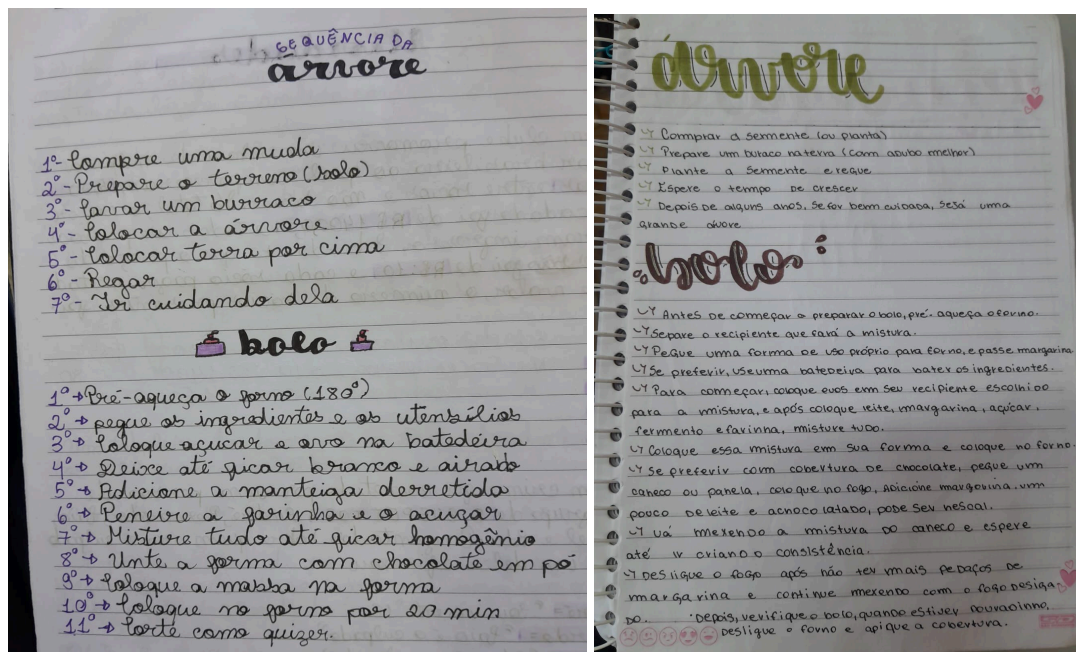 SEQUÊNCIA DA
árvore
1º- Compre uma muda
2º- Prepare o terreno (solo)
3º- Cavar um burraco
4º- Colocar a árvore
5º- Colocar terra por cima
6º- Regar
7º- Ir cuidando dela
bolo
1º→ Pré-aqueça o forno (180º)
2º→ pegue os ingredientes e os utensílios
3º→ Coloque açucar e ovo na batedeira
4º→ Deixe até ficar branco e airado
5º→ Adicione a manteiga derretida
6º→ Peneire a farinha e o acuçar
7º→ Misture tudo até ficar homogênio
8º→ Unte a forma com chocolate em pó
9º→ Coloque a massa na forma
10º→ Coloque no forno por 20 min
11º→ Corte como quizer.
árvore
Comprar a semente (ou planta)
Prepare um buraco na terra (com adubo melhor)
Plante a semente e regue
Espere o tempo de crescer
Depois de alguns anos, se for bem cuidada, será uma
grande árvore
bolo:
Antes de começar a preparar o bolo, pré-aqueça o forno.
Separe o recipiente que fará a mistura.
Pegue uma forma de uso próprio para forno, e passe margarina
Se preferir, use uma batedeira para bater os ingredientes.
Para começar, coloque ovos em seu recipiente escolhido
para a mistura, e após coloque leite, margarina, açúcar,
fermento e farinha, misture tudo.
Coloque essa mistura em sua forma e coloque no forno.
Se preferir com cobertura de chocolate, pegue um
caneco ou panela, coloque no fogo, adicione margarina, um
pouco de leite e achocolatado, pode ser nescal.
Vá mexendo a mistura do caneco e espere
até ir criando consistência.
Desligue o fogo após não ter mais pedaços de
margarina e continue mexendo com o fogo desliga-
do. Depois, verifique o bolo, quando estiver douradinho,
desligue o forno e aplique a cobertura.